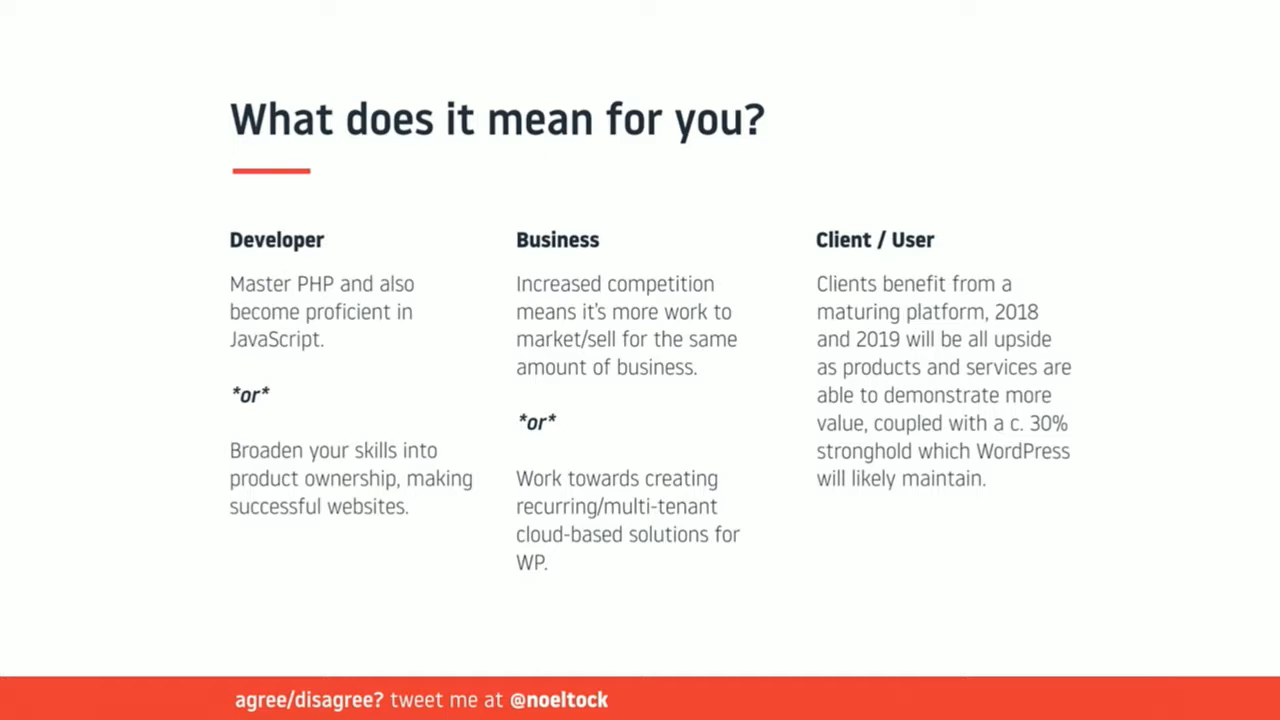 What does it mean for you?
Developer
Master PHP and also
become proficient in
JavaScript.
*or*
Broaden your skills into
product ownership, making
successful websites.
Business
Increased competition
means it's more work to
market/sell for the same
amount of business.
*or*
Work towards creating
recurring/multi-tenant
cloud-based solutions for
WP.
Client / User
Clients benefit from a
maturing platform, 2018
and 2019 will be all upside
as products and services are
able to demonstrate more
value, coupled with a c. 30%
stronghold which WordPress
will likely maintain.
agree/disagree? tweet me at @noeltock